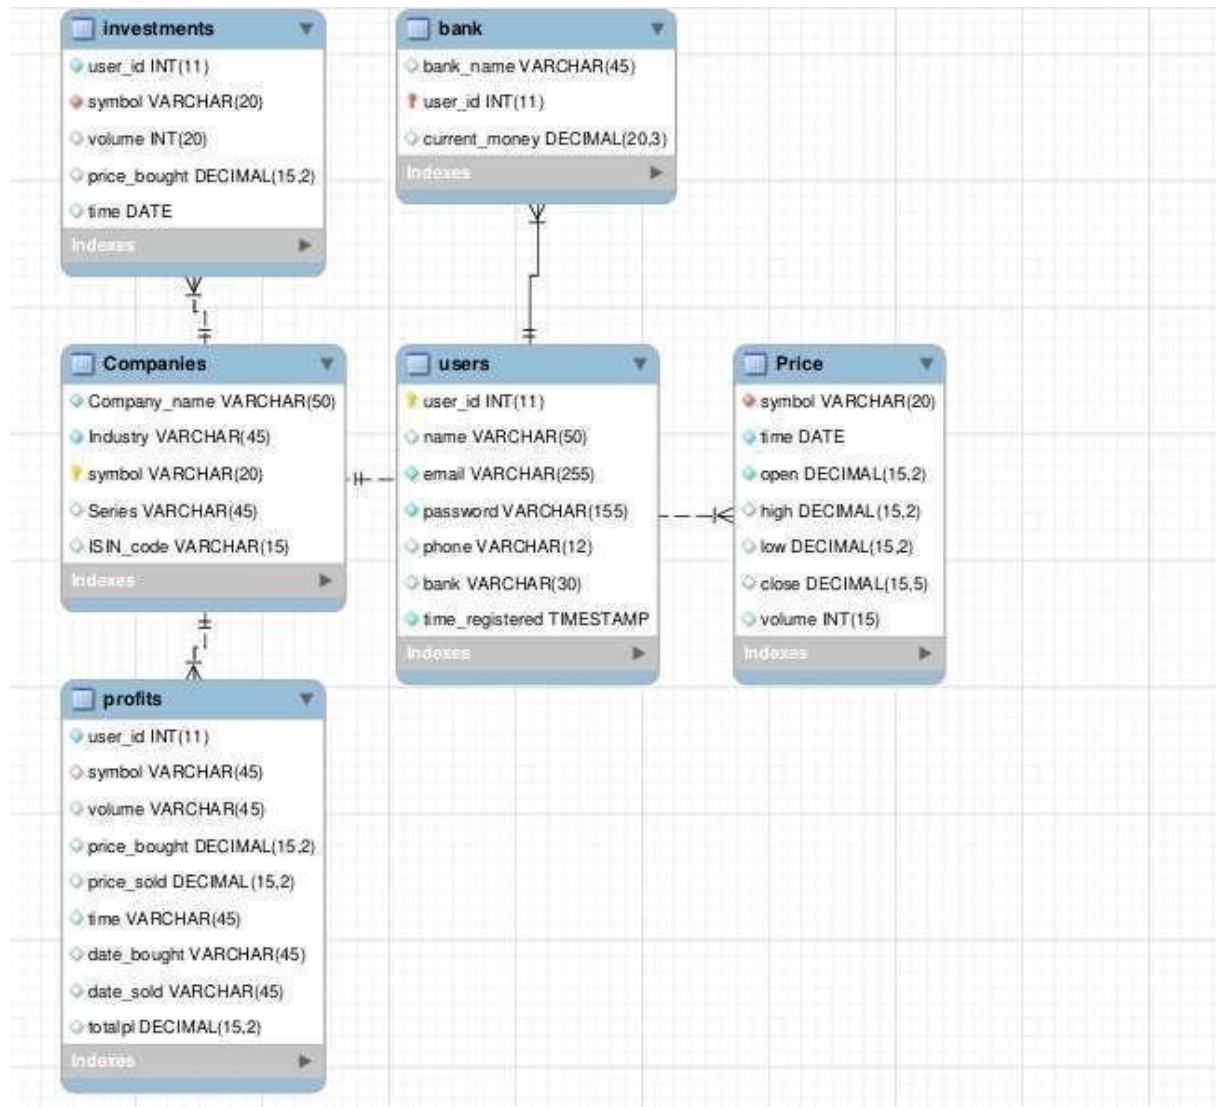 investments
user_id INT(11)
symbol VARCHAR(20)
volume INT(20)
price_bought DECIMAL(15,2)
time DATE
Indexes
bank
bank_name VARCHAR(45)
user_id INT(11)
current_money DECIMAL(20,3)
Indexes
Companies
Company_name VARCHAR(50)
Industry VARCHAR(45)
symbol VARCHAR(20)
Series VARCHAR(45)
ISIN_code VARCHAR(15)
Indexes
users
user_id INT(11)
name VARCHAR(50)
email VARCHAR(255)
password VARCHAR(155)
phone VARCHAR(12)
bank VARCHAR(30)
time_registered TIMESTAMP
Indexes
Price
symbol VARCHAR(20)
time DATE
open DECIMAL(15,2)
high DECIMAL(15,2)
low DECIMAL(15,2)
close DECIMAL(15,5)
volume INT(15)
Indexes
profits
user_id INT(11)
symbol VARCHAR(45)
volume VARCHAR(45)
price_bought DECIMAL(15,2)
price_sold DECIMAL(15,2)
time VARCHAR(45)
date_bought VARCHAR(45)
date_sold VARCHAR(45)
totalpl DECIMAL(15,2)
Indexes